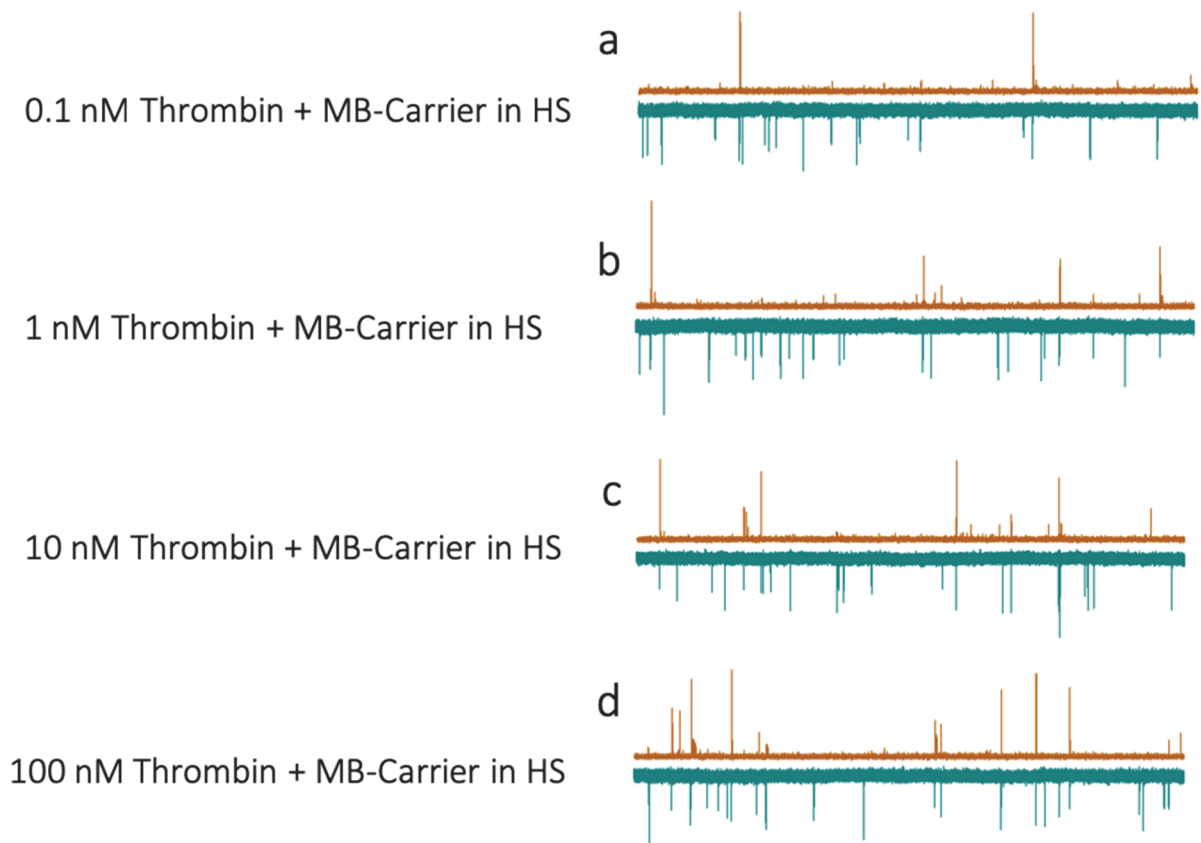 a
0.1 nM Thrombin + MB-Carrier in HS
b
1 nM Thrombin + MB-Carrier in HS
c
10 nM Thrombin + MB-Carrier in HS
d
100 nM Thrombin + MB-Carrier in HS